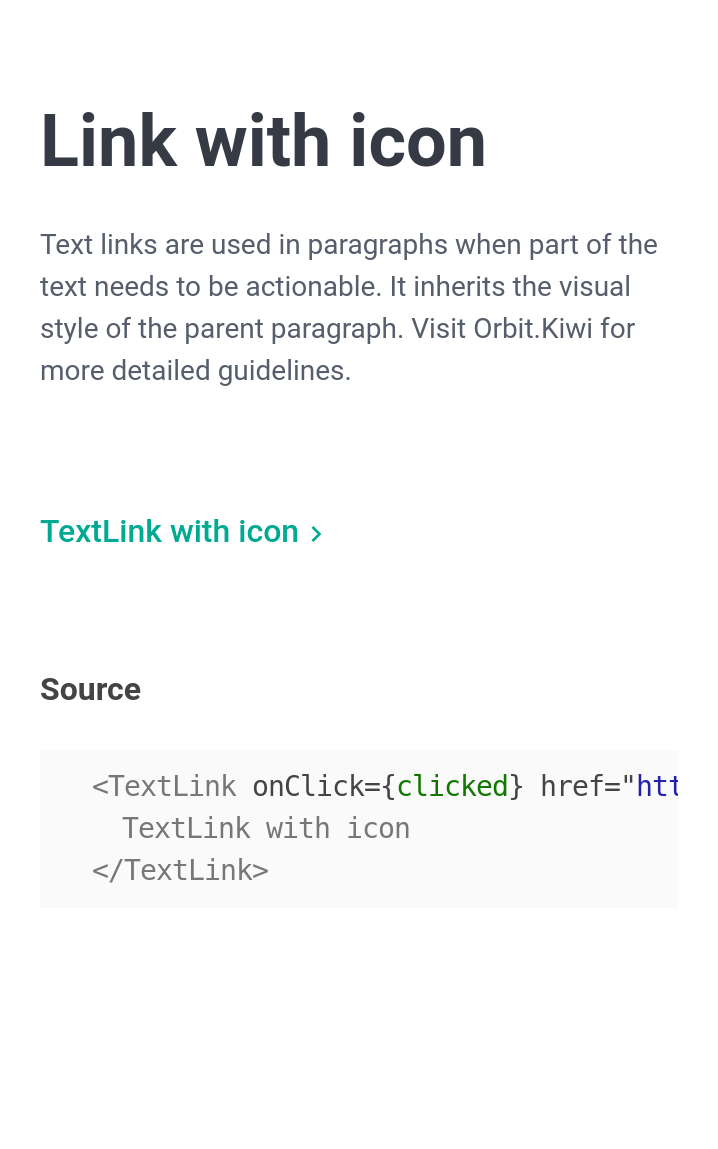 Link with icon
Text links are used in paragraphs when part of the
text needs to be actionable. It inherits the visual
style of the parent paragraph. Visit Orbit.Kiwi for
more detailed guidelines.
TextLink with icon
Source
<TextLink onClick={clicked} href="htt
TextLink with icon
</TextLink>